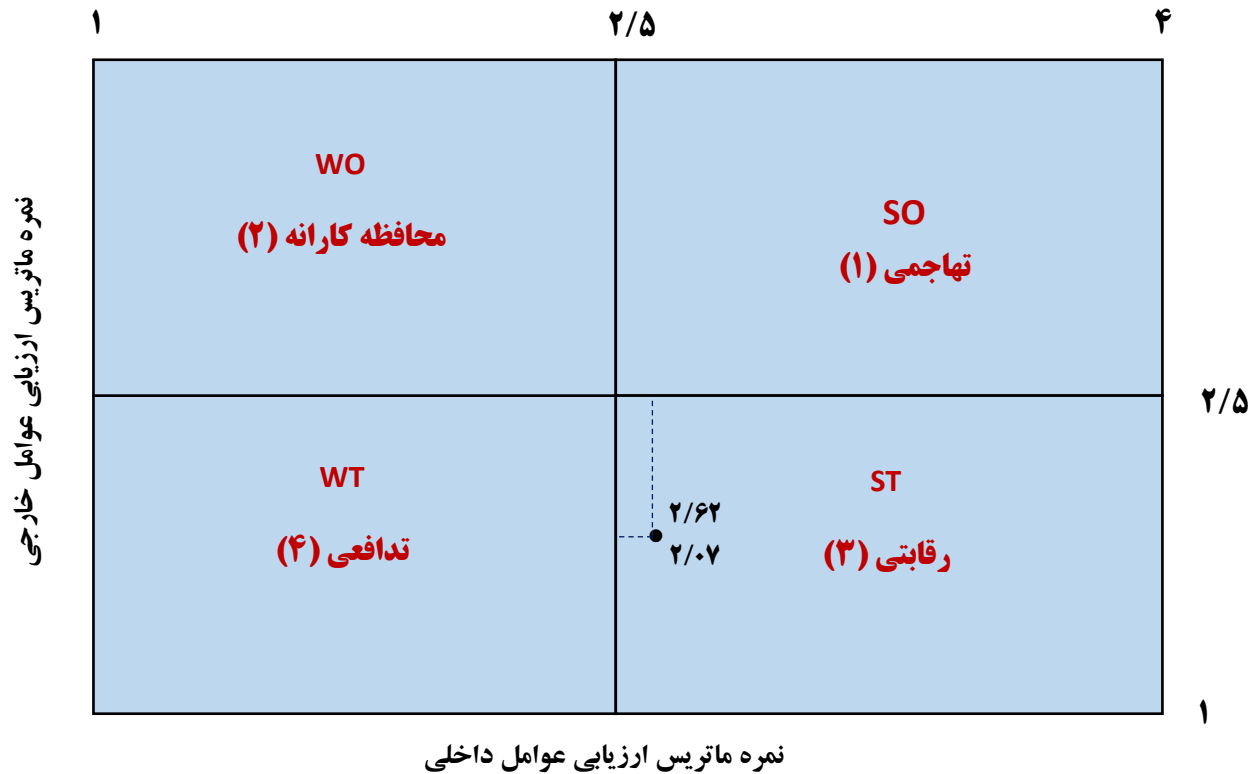 ۱
۲/۵
۴
WO
محافظه کارانه (۲)
SO
تهاجمی (۱)
نمره ماتریس ارزیابی عوامل خارجی
۲/۵
WT
تدافعی (۴)
ST
رقابتی (۳)
۲/۶۲
۲/۰۷
۱
نمره ماتریس ارزیابی عوامل داخلی